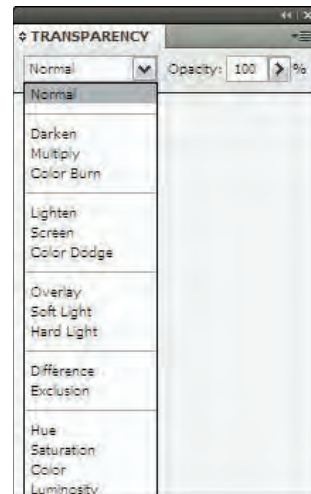 TRANSPARENCY
Normal Opacity: 100 %
Normal
Darken
Multiply
Color Burn
Lighten
Screen
Color Dodge
Overlay
Soft Light
Hard Light
Difference
Exclusion
Hue
Saturation
Color
Luminosity